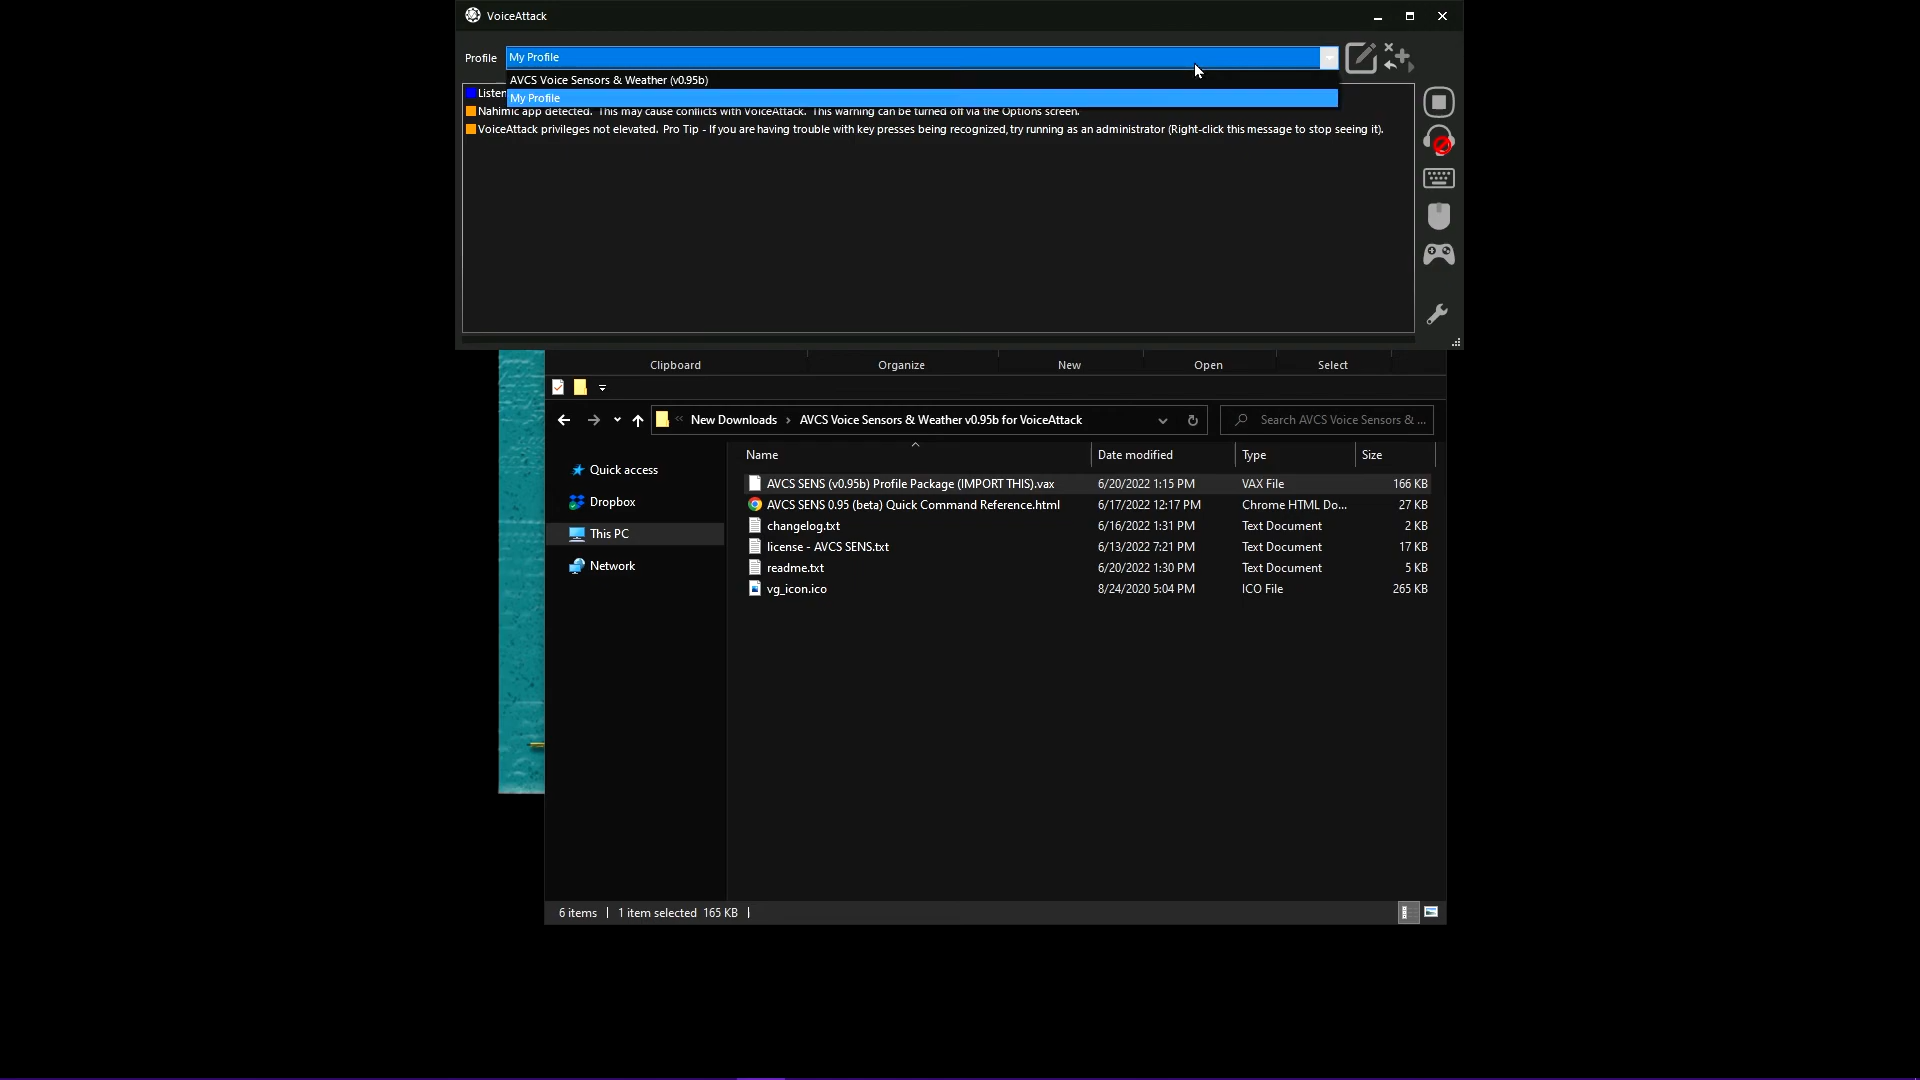 VoiceAttack
Profile
My Profile
AVCS Voice Sensors & Weather (v0.95b)
My Profile
Listen
Nahimic app detected. This may cause conflicts with VoiceAttack. This warning can be turned off via the Options screen.
VoiceAttack privileges not elevated. Pro Tip - If you are having trouble with key presses being recognized, try running as an administrator (Right-click this message to stop seeing it).
Clipboard Organize New Open Select
« New Downloads › AVCS Voice Sensors & Weather v0.95b for VoiceAttack
Search AVCS Voice Sensors & ...
Name Date modified Type Size
Quick access
Dropbox
This PC
Network
AVCS SENS (v0.95b) Profile Package (IMPORT THIS).vax 6/20/2022 1:15 PM VAX File 166 KB
AVCS SENS 0.95 (beta) Quick Command Reference.html 6/17/2022 12:17 PM Chrome HTML Do... 27 KB
changelog.txt 6/16/2022 1:31 PM Text Document 2 KB
license - AVCS SENS.txt 6/13/2022 7:21 PM Text Document 17 KB
readme.txt 6/20/2022 1:30 PM Text Document 5 KB
vg_icon.ico 8/24/2020 5:04 PM ICO File 265 KB
6 items | 1 item selected 165 KB |